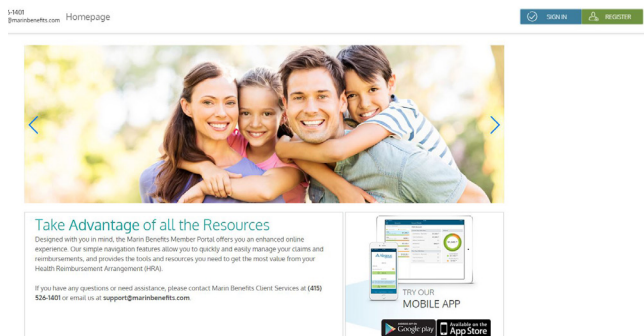 5-1401
@marinbenefits.com
Homepage
SIGN IN
REGISTER
Take Advantage of all the Resources
Designed with you in mind, the Marin Benefits Member Portal offers you an enhanced online
experience. Our simple navigation features allow you to quickly and easily manage your claims and
reimbursements, and provides the tools and resources you need to get the most value from your
Health Reimbursement Arrangement (HRA).
If you have any questions or need assistance, please contact Marin Benefits Client Services at (415)
526-1401 or email us at support@marinbenefits.com.
TRY OUR
MOBILE APP
Google play
Available on the
App Store